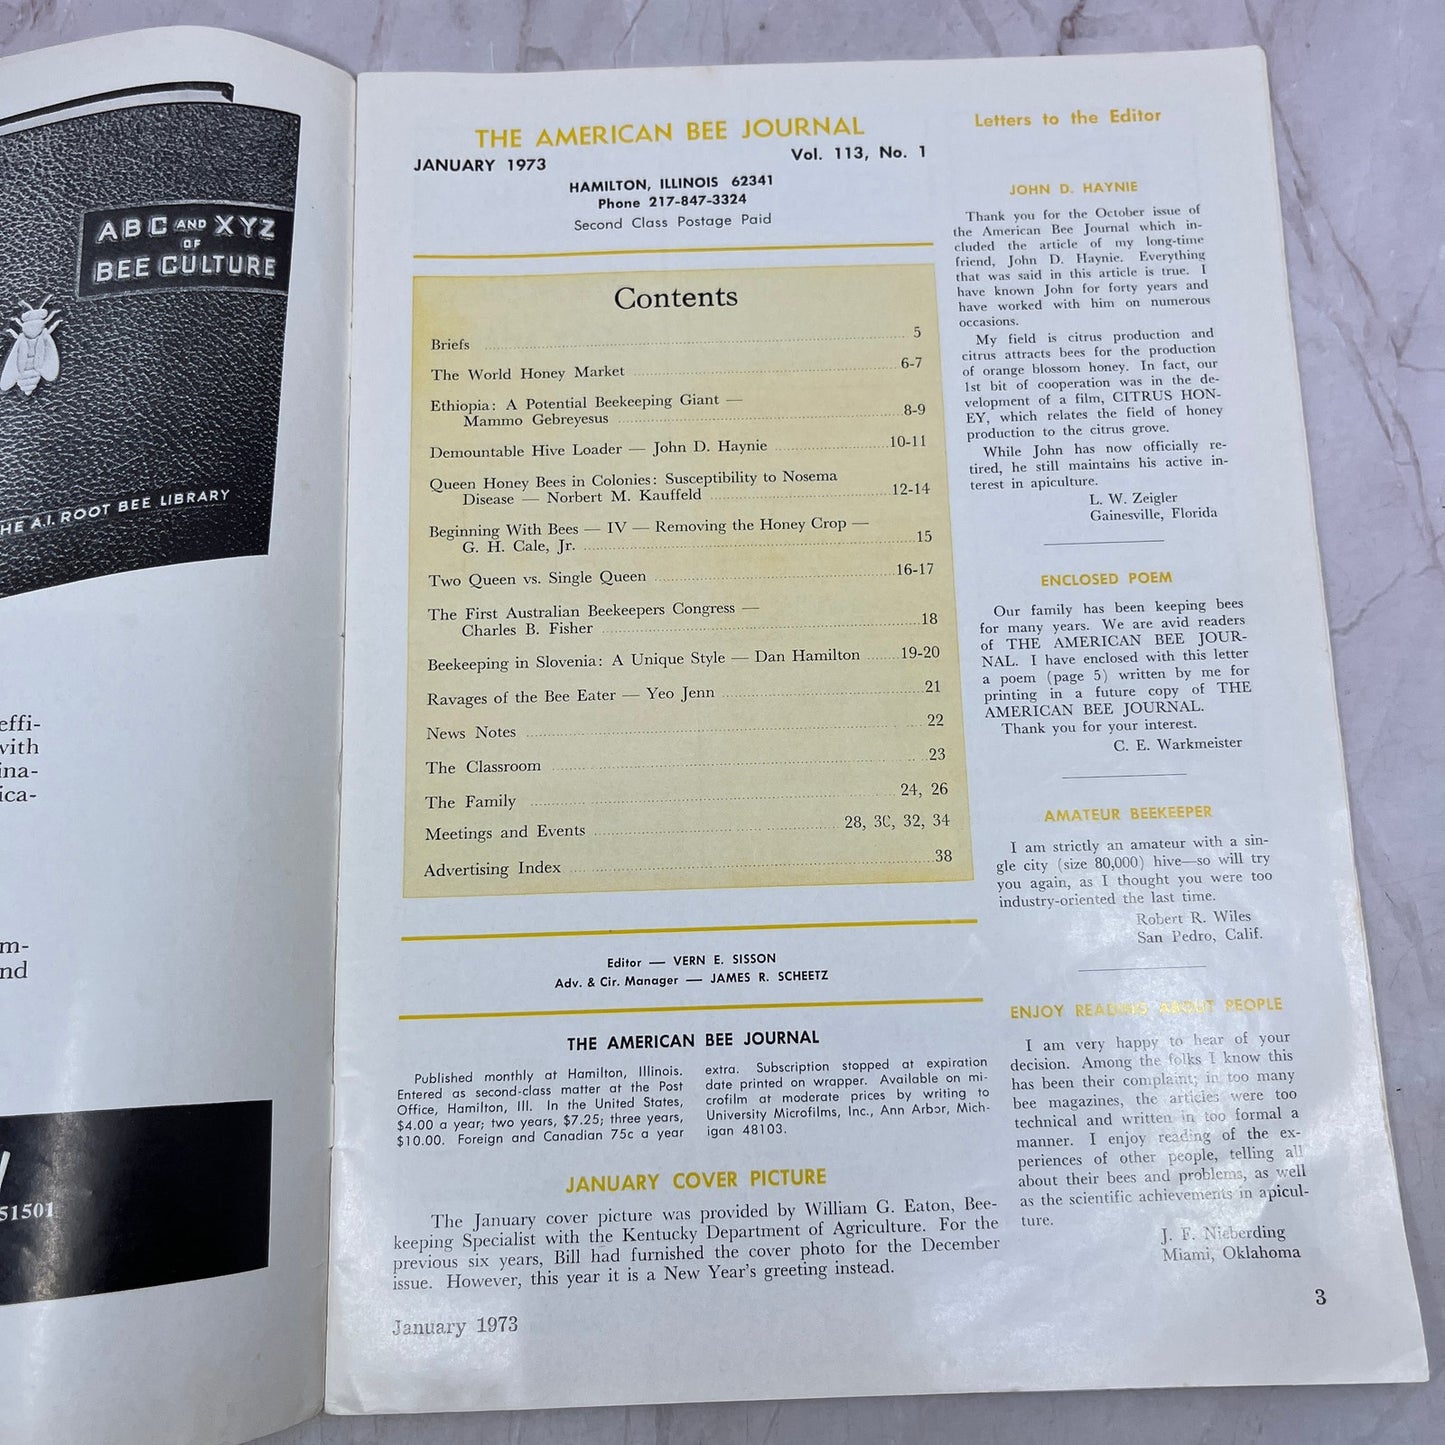 ABC AND XYZ
OF
BEE CULTURE
HE A.I. ROOT BEE LIBRARY
effi-
with
ina-
ica-
m-
nd
51501
THE AMERICAN BEE JOURNAL
JANUARY 1973 Vol. 113, No. 1
HAMILTON, ILLINOIS 62341
Phone 217-847-3324
Second Class Postage Paid
Contents
Briefs 5
The World Honey Market 6-7
Ethiopia: A Potential Beekeeping Giant —
Mammo Gebreyesus 8-9
Demountable Hive Loader — John D. Haynie 10-11
Queen Honey Bees in Colonies: Susceptibility to Nosema
Disease — Norbert M. Kauffeld 12-14
Beginning With Bees — IV — Removing the Honey Crop —
G. H. Cale, Jr. 15
Two Queen vs. Single Queen 16-17
The First Australian Beekeepers Congress —
Charles B. Fisher 18
Beekeeping in Slovenia: A Unique Style — Dan Hamilton 19-20
Ravages of the Bee Eater — Yeo Jenn 21
News Notes 22
The Classroom 23
The Family 24, 26
Meetings and Events 28, 30, 32, 34
Advertising Index 38
Editor — VERN E. SISSON
Adv. & Cir. Manager — JAMES R. SCHEETZ
THE AMERICAN BEE JOURNAL
Published monthly at Hamilton, Illinois.
Entered as second-class matter at the Post
Office, Hamilton, Ill. In the United States,
$4.00 a year; two years, $7.25; three years,
$10.00. Foreign and Canadian 75c a year
extra. Subscription stopped at expiration
date printed on wrapper. Available on mi-
crofilm at moderate prices by writing to
University Microfilms, Inc., Ann Arbor, Mich-
igan 48103.
JANUARY COVER PICTURE
The January cover picture was provided by William G. Eaton, Bee-
keeping Specialist with the Kentucky Department of Agriculture. For the
previous six years, Bill had furnished the cover photo for the December
issue. However, this year it is a New Year's greeting instead.
January 1973
Letters to the Editor
JOHN D. HAYNIE
Thank you for the October issue of
the American Bee Journal which in-
cluded the article of my long-time
friend, John D. Haynie. Everything
that was said in this article is true. I
have known John for forty years and
have worked with him on numerous
occasions.
My field is citrus production and
citrus attracts bees for the production
of orange blossom honey. In fact, our
1st bit of cooperation was in the de-
velopment of a film, CITRUS HON-
EY, which relates the field of honey
production to the citrus grove.
While John has now officially re-
tired, he still maintains his active in-
terest in apiculture.
L. W. Zeigler
Gainesville, Florida
ENCLOSED POEM
Our family has been keeping bees
for many years. We are avid readers
of THE AMERICAN BEE JOUR-
NAL. I have enclosed with this letter
a poem (page 5) written by me for
printing in a future copy of THE
AMERICAN BEE JOURNAL.
Thank you for your interest.
C. E. Warkmeister
AMATEUR BEEKEEPER
I am strictly an amateur with a sin-
gle city (size 80,000) hive—so will try
you again, as I thought you were too
industry-oriented the last time.
Robert R. Wiles
San Pedro, Calif.
ENJOY READING ABOUT PEOPLE
I am very happy to hear of your
decision. Among the folks I know this
has been their complaint; in too many
bee magazines, the articles were too
technical and written in too formal a
manner. I enjoy reading of the ex-
periences of other people, telling all
about their bees and problems, as well
as the scientific achievements in apicul-
ture.
J. F. Nieberding
Miami, Oklahoma
3